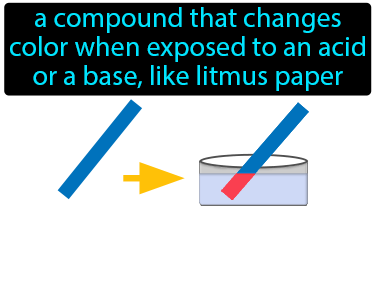 a compound that changes
color when exposed to an acid
or a base, like litmus paper